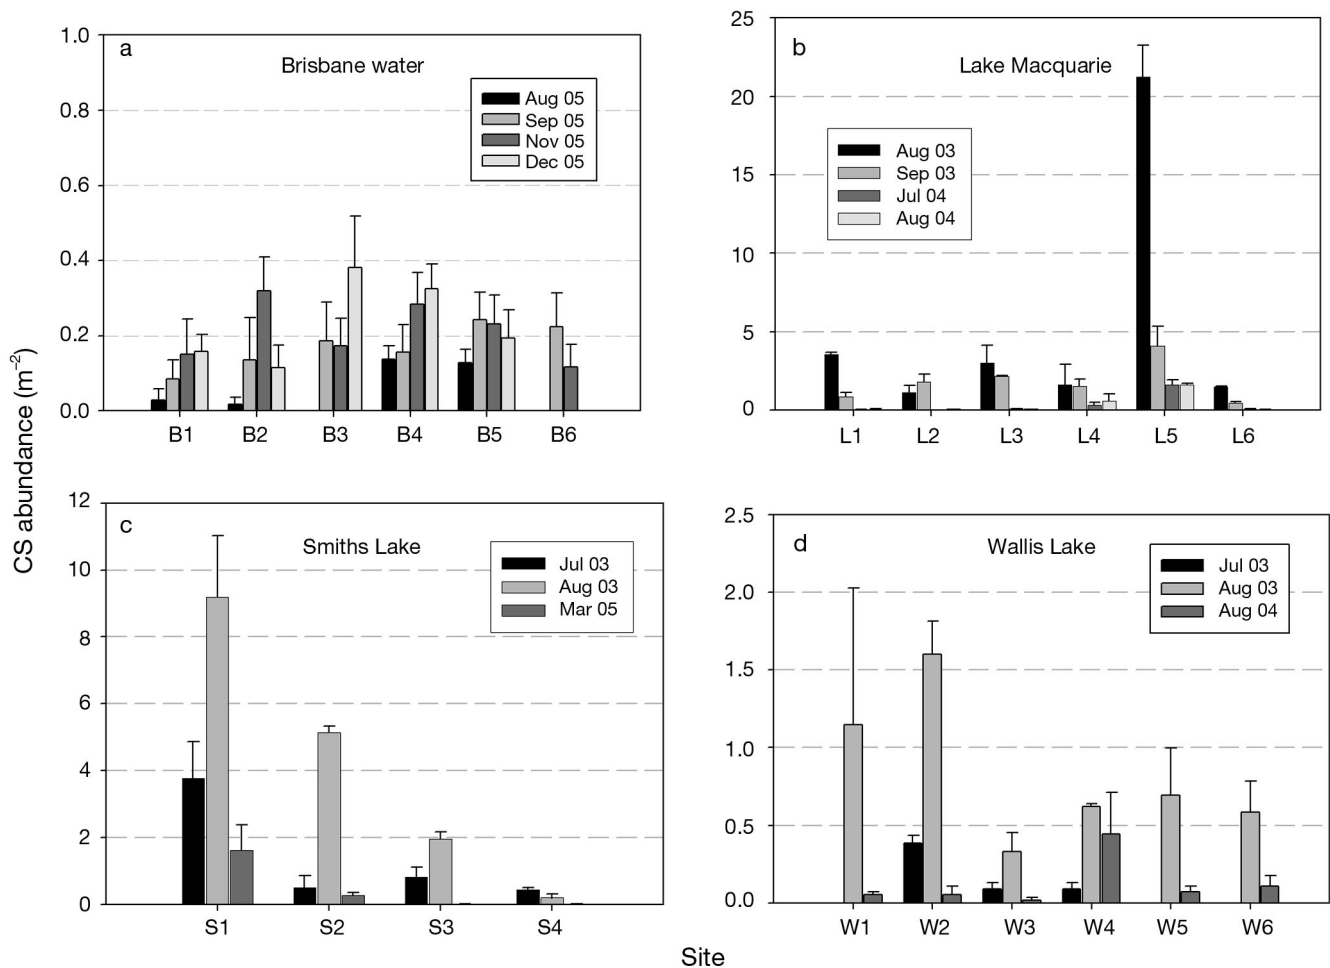 CS abundance (m⁻²)
a
Brisbane water
Aug 05
Sep 05
Nov 05
Dec 05
1.0
0.8
0.6
0.4
0.2
0.0
B1 B2 B3 B4 B5 B6
b
Lake Macquarie
Aug 03
Sep 03
Jul 04
Aug 04
25
20
15
10
5
0
L1 L2 L3 L4 L5 L6
c
Smiths Lake
Jul 03
Aug 03
Mar 05
12
10
8
6
4
2
0
S1 S2 S3 S4
d
Wallis Lake
Jul 03
Aug 03
Aug 04
2.5
2.0
1.5
1.0
0.5
0.0
W1 W2 W3 W4 W5 W6
Site